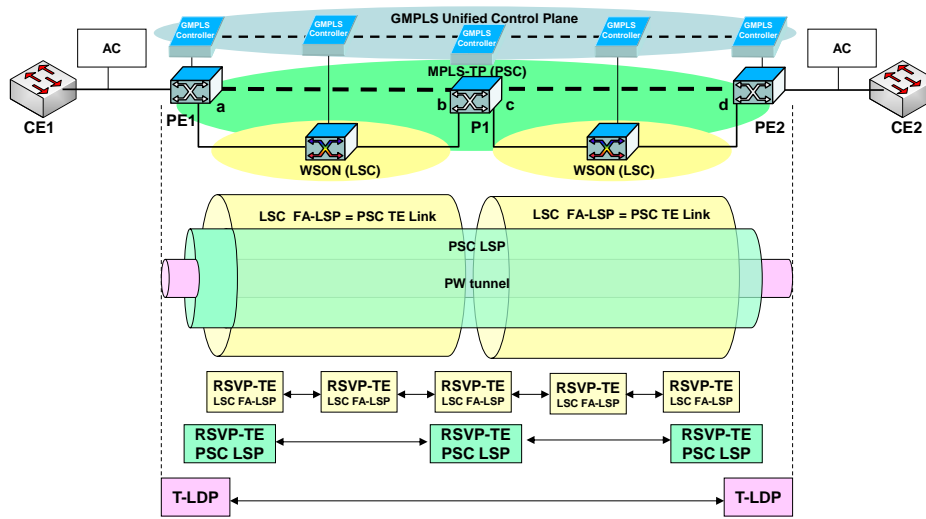 GMPLS Unified Control Plane
GMPLS
Controller
GMPLS
Controller
GMPLS
Controller
GMPLS
Controller
GMPLS
Controller
AC
AC
MPLS-TP (PSC)
CE1
PE1
a
b
P1
c
d
PE2
CE2
WSON (LSC)
WSON (LSC)
LSC FA-LSP = PSC TE Link
LSC FA-LSP = PSC TE Link
PSC LSP
PW tunnel
RSVP-TE
LSC FA-LSP
RSVP-TE
LSC FA-LSP
RSVP-TE
LSC FA-LSP
RSVP-TE
LSC FA-LSP
RSVP-TE
LSC FA-LSP
RSVP-TE
PSC LSP
RSVP-TE
PSC LSP
RSVP-TE
PSC LSP
T-LDP
T-LDP